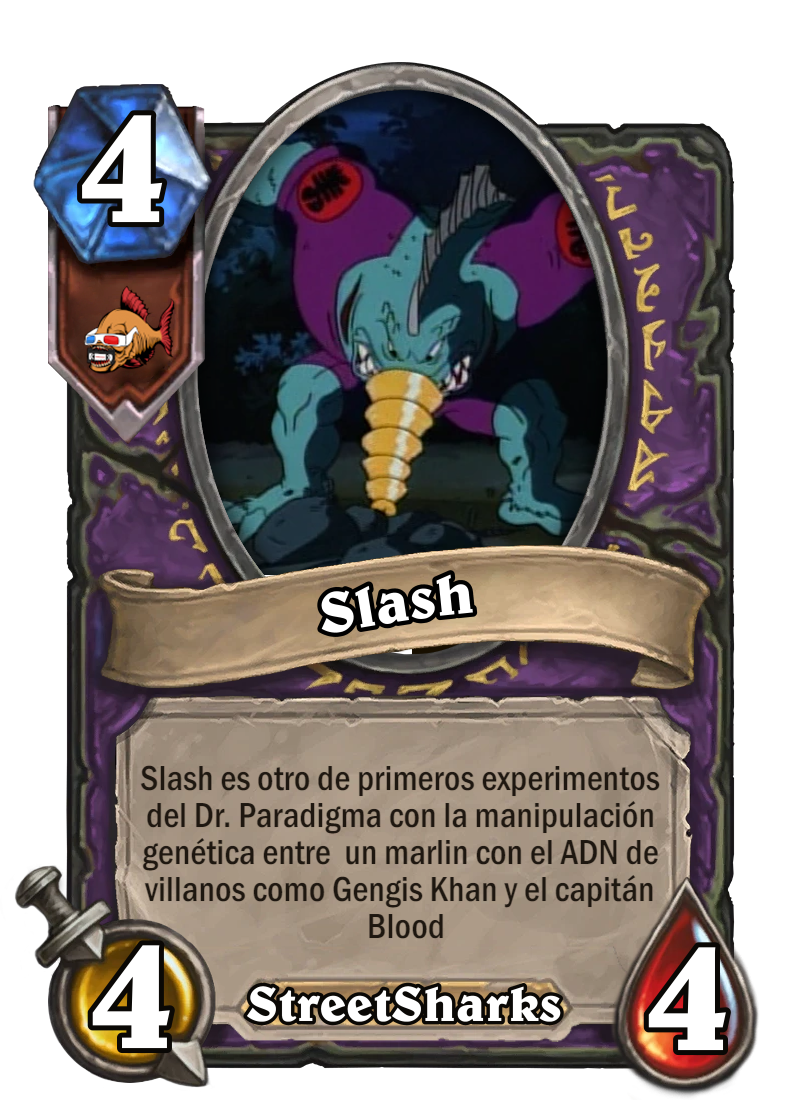 4
Slash
Slash es otro de primeros experimentos
del Dr. Paradigma con la manipulación
genética entre un marlin con el ADN de
villanos como Gengis Khan y el capitán
Blood
4
StreetSharks
4